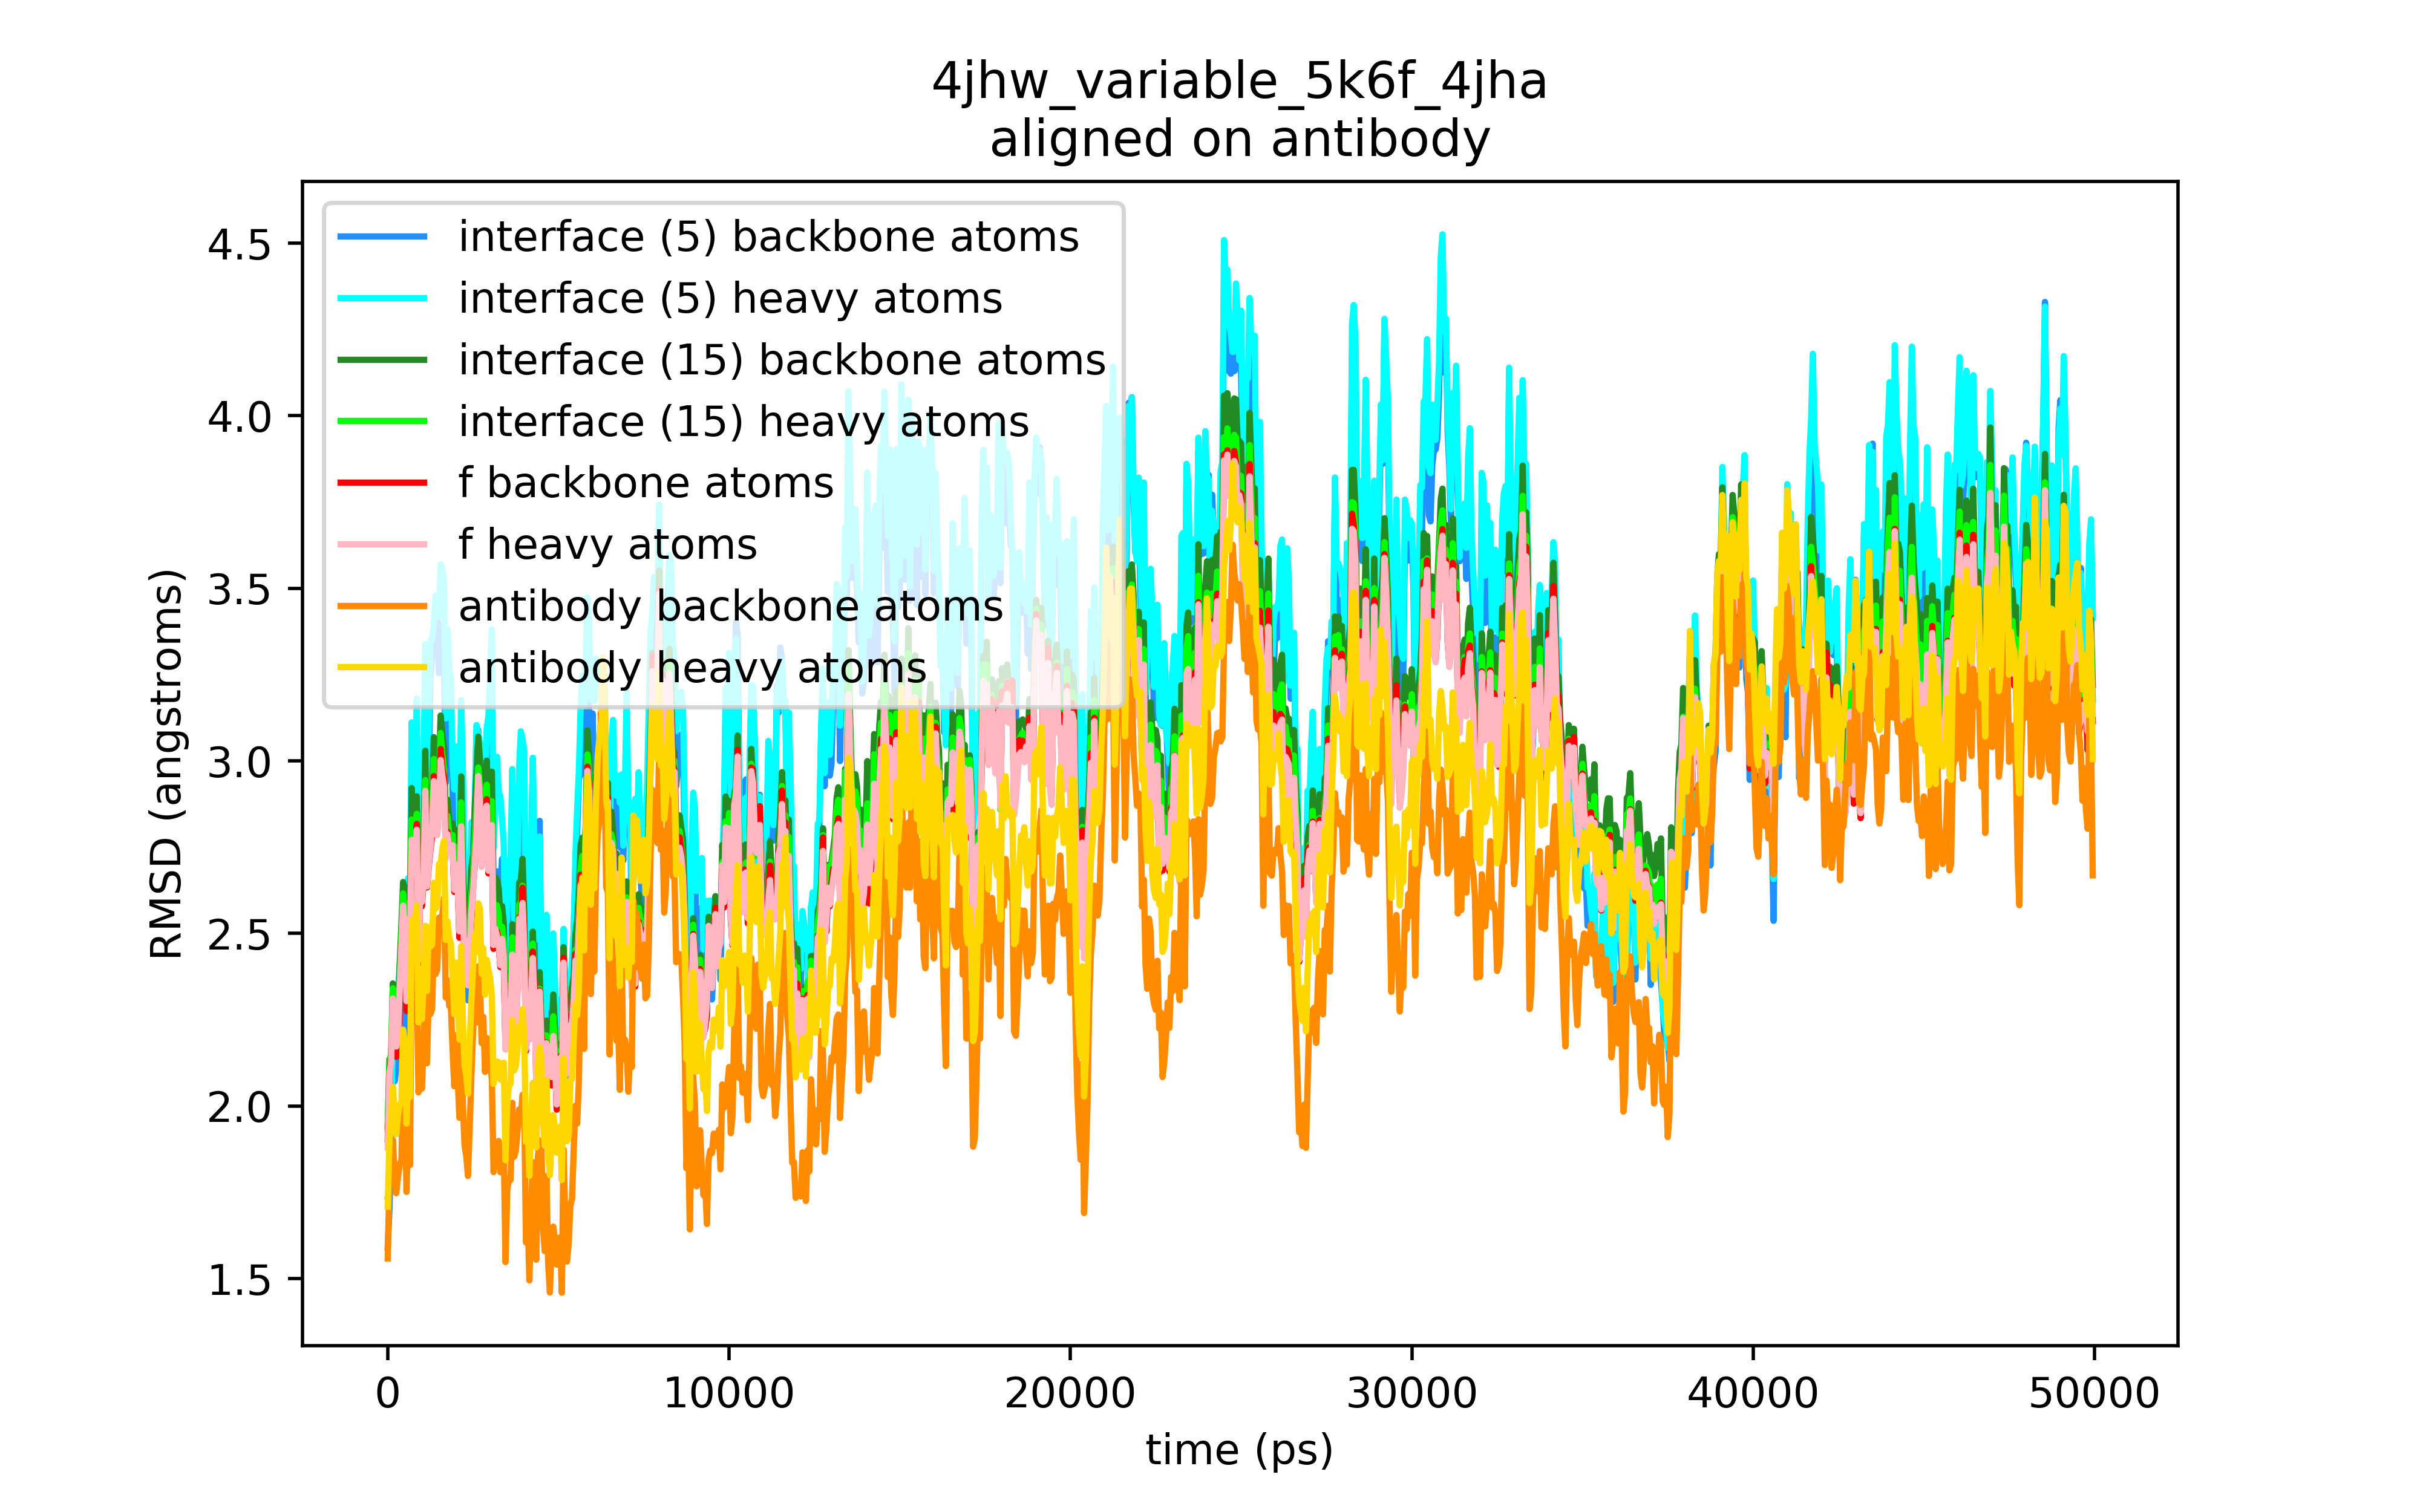 4jhw_variable_5k6f_4jha
aligned on antibody
interface (5) backbone atoms
interface (5) heavy atoms
interface (15) backbone atoms
interface (15) heavy atoms
f backbone atoms
f heavy atoms
antibody backbone atoms
antibody heavy atoms
RMSD (angstroms)
4.5
4.0
3.5
3.0
2.5
2.0
1.5
0 10000 20000 30000 40000 50000
time (ps)